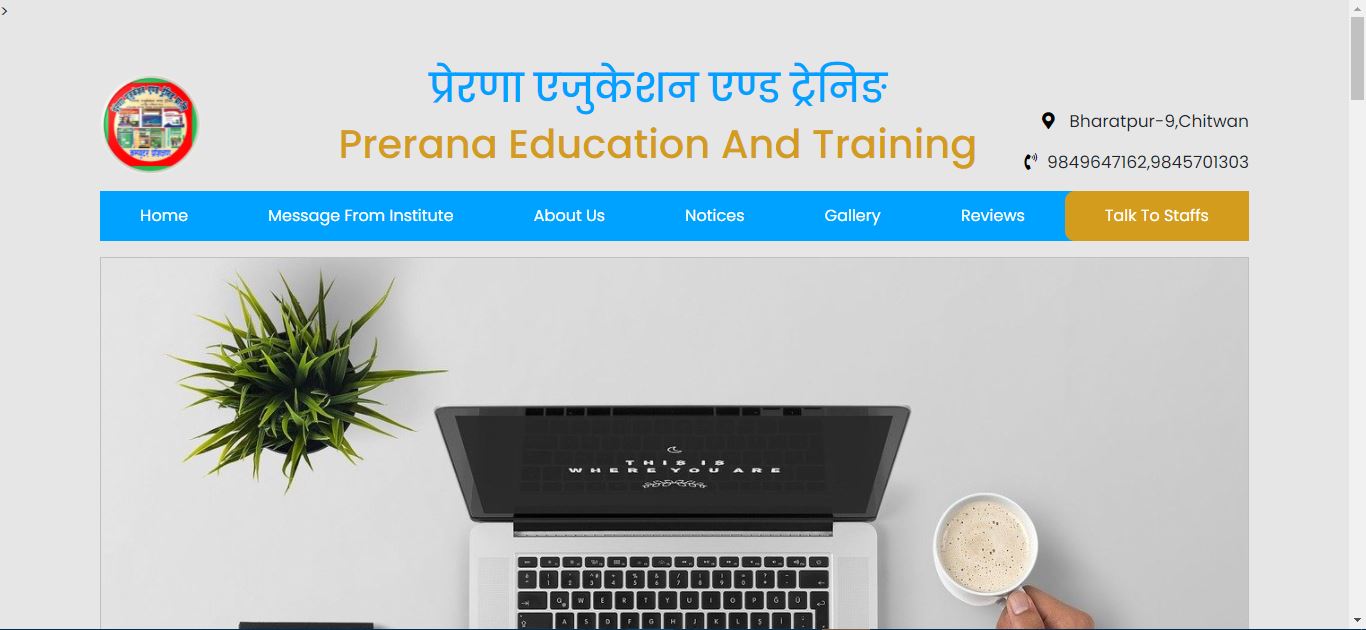 >
प्रेरणा एजुकेशन एण्ड ट्रेनिङ
Prerana Education And Training
Bharatpur-9,Chitwan
9849647162,9845701303
Home Message From Institute About Us Notices Gallery Reviews Talk To Staffs
THIS IS
WHERE YOU ARE